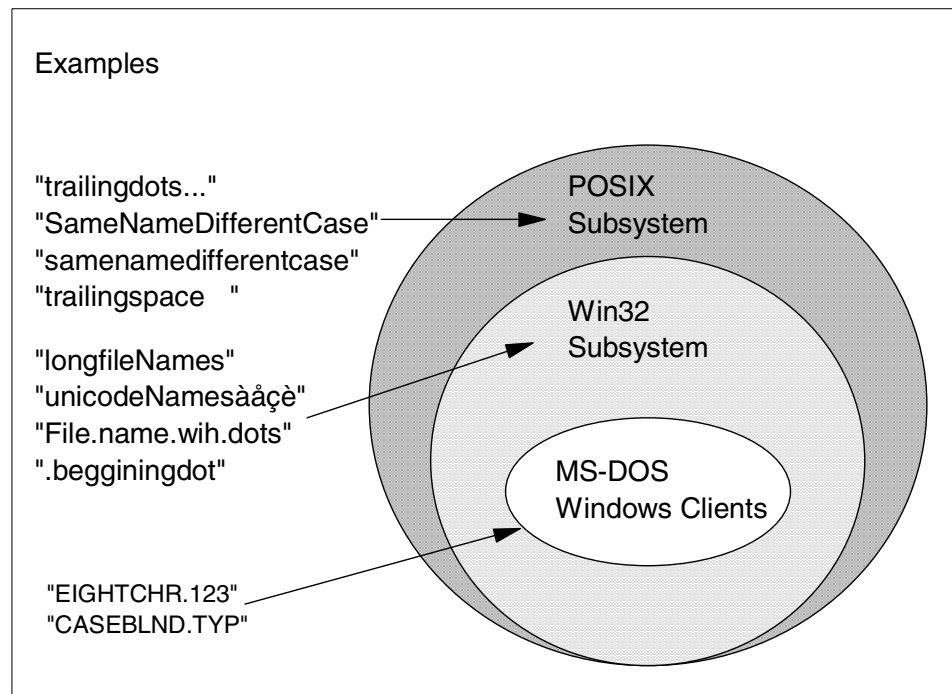 Examples
"trailingdots..."
"SameNameDifferentCase"
"samenamedifferentcase"
"trailingspace   "
POSIX
Subsystem
"longfileNames"
"unicodeNamesàåçè"
"File.name.wih.dots"
".begginingdot"
Win32
Subsystem
MS-DOS
Windows Clients
"EIGHTCHR.123"
"CASEBLND.TYP"